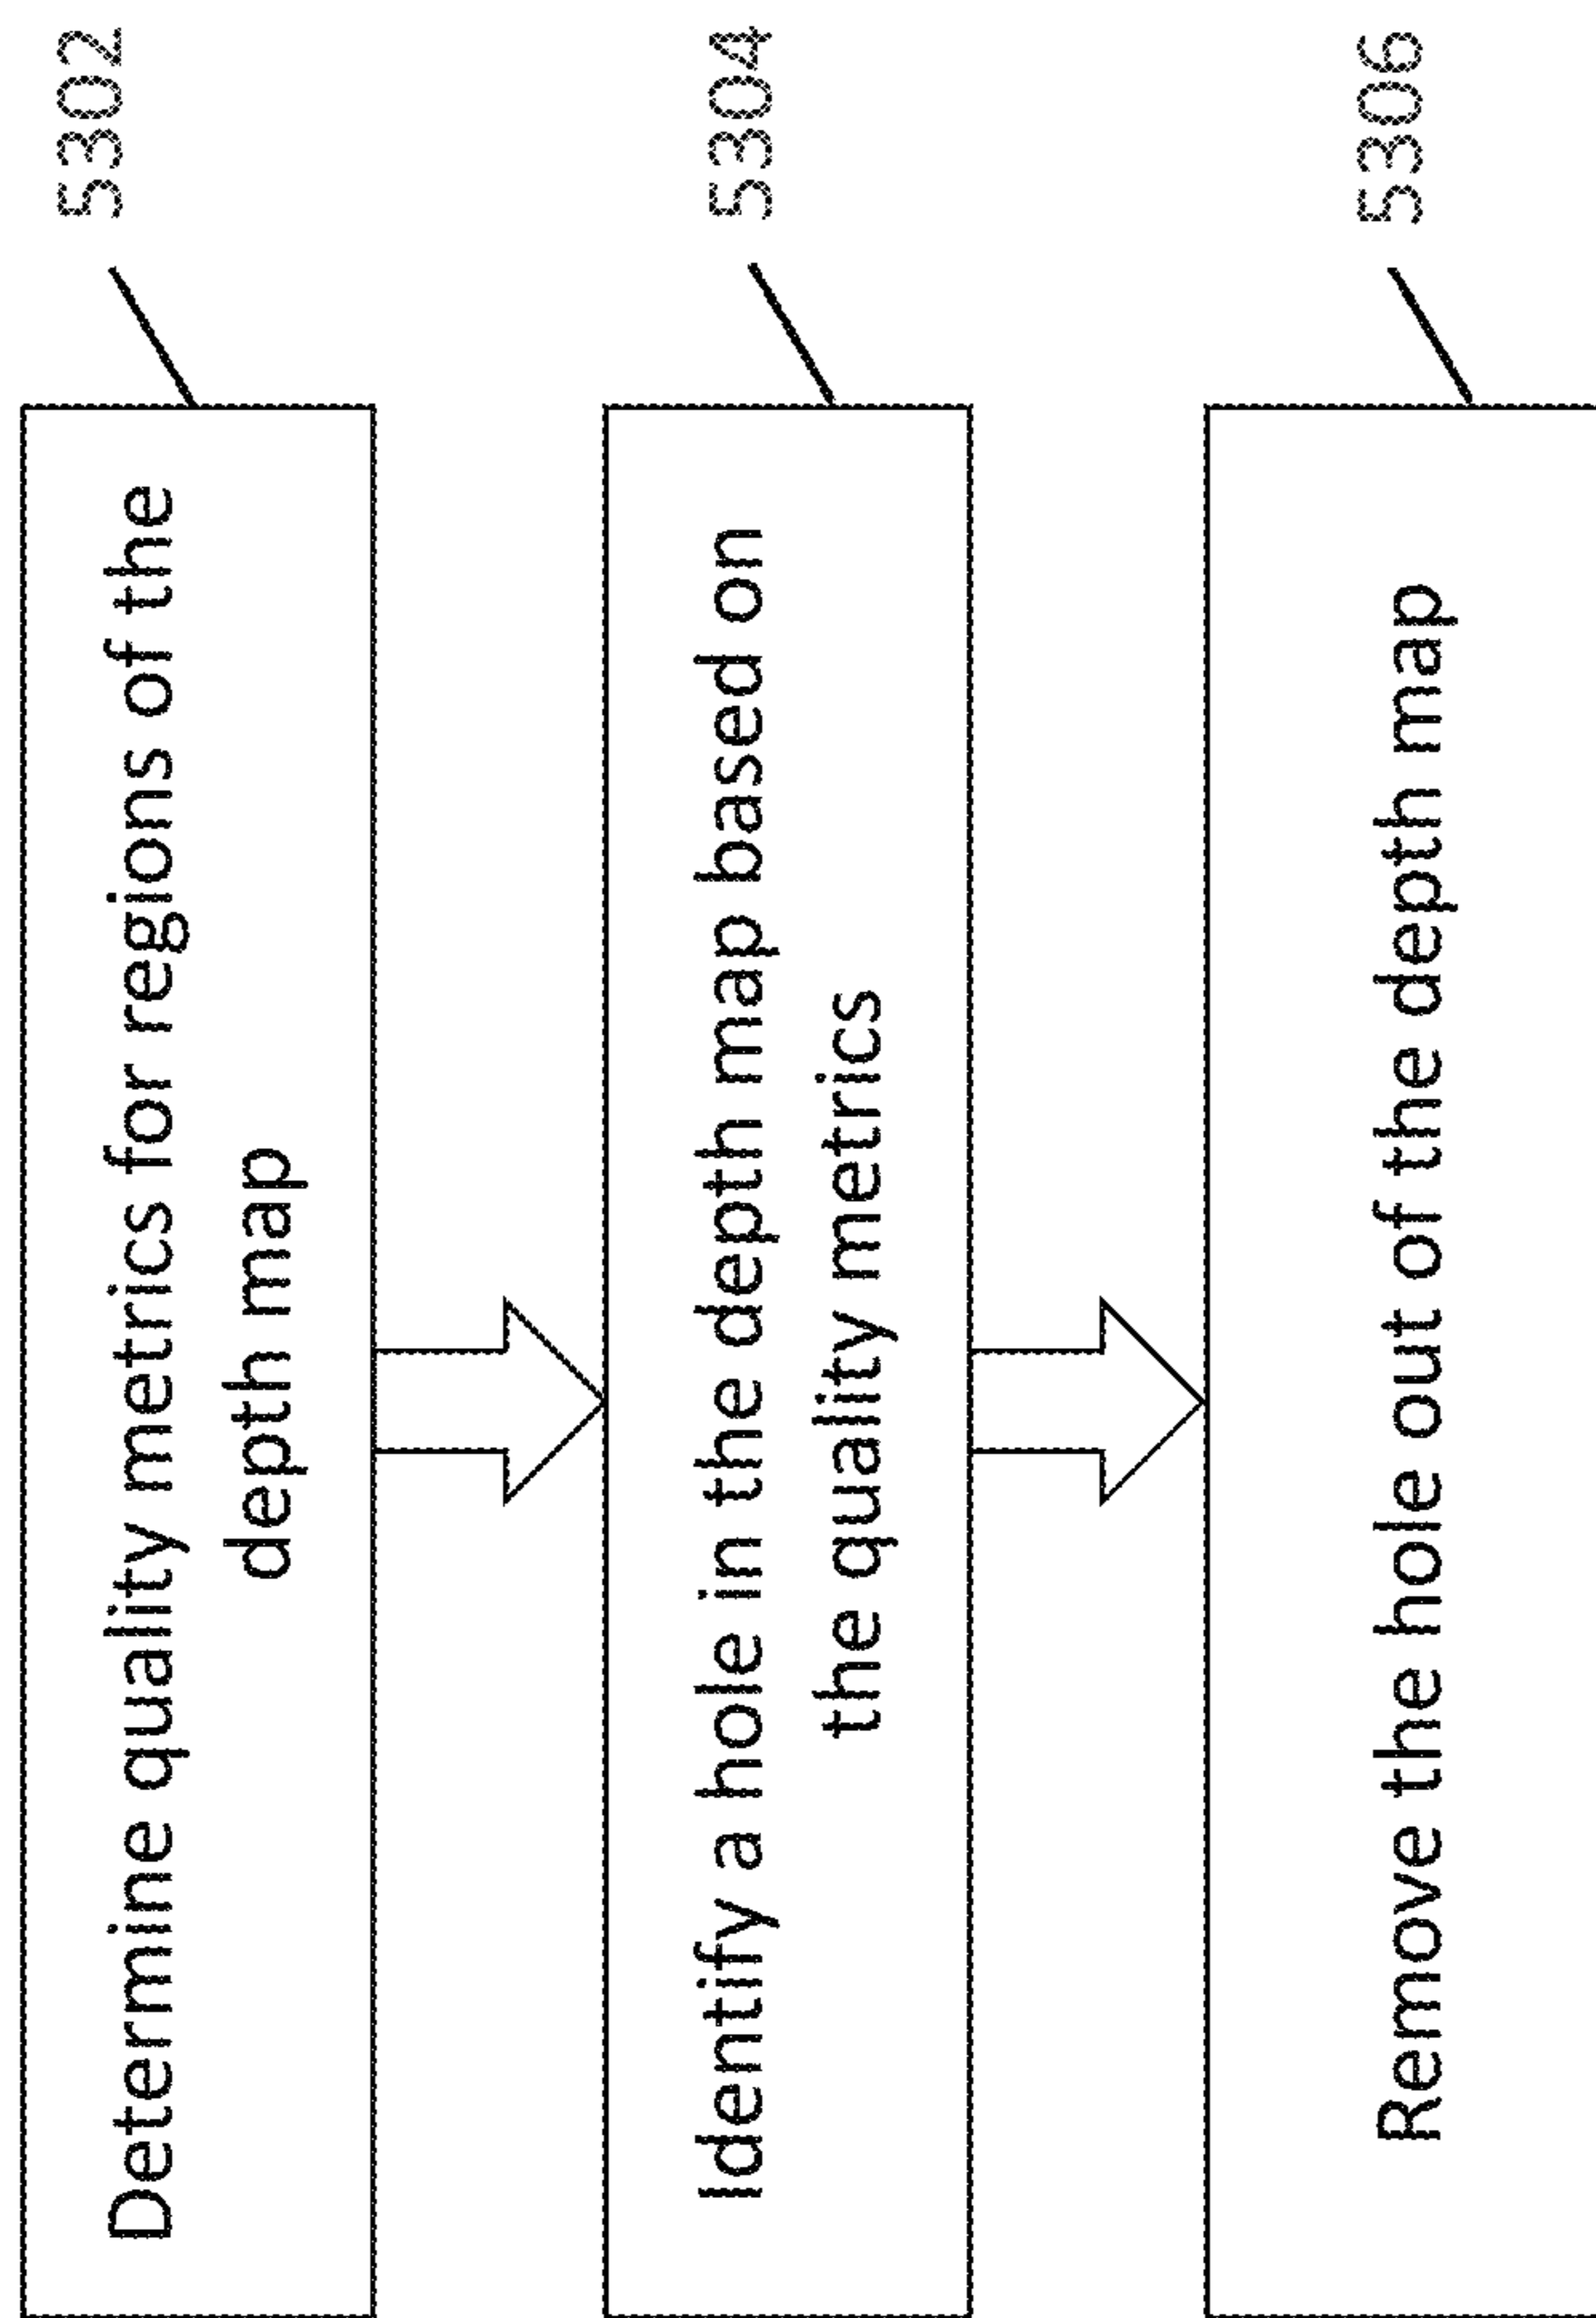 Determine quality metrics for regions of the
depth map
5302
Identify a hole in the depth map based on
the quality metrics
5304
Remove the hole out of the depth map
5306